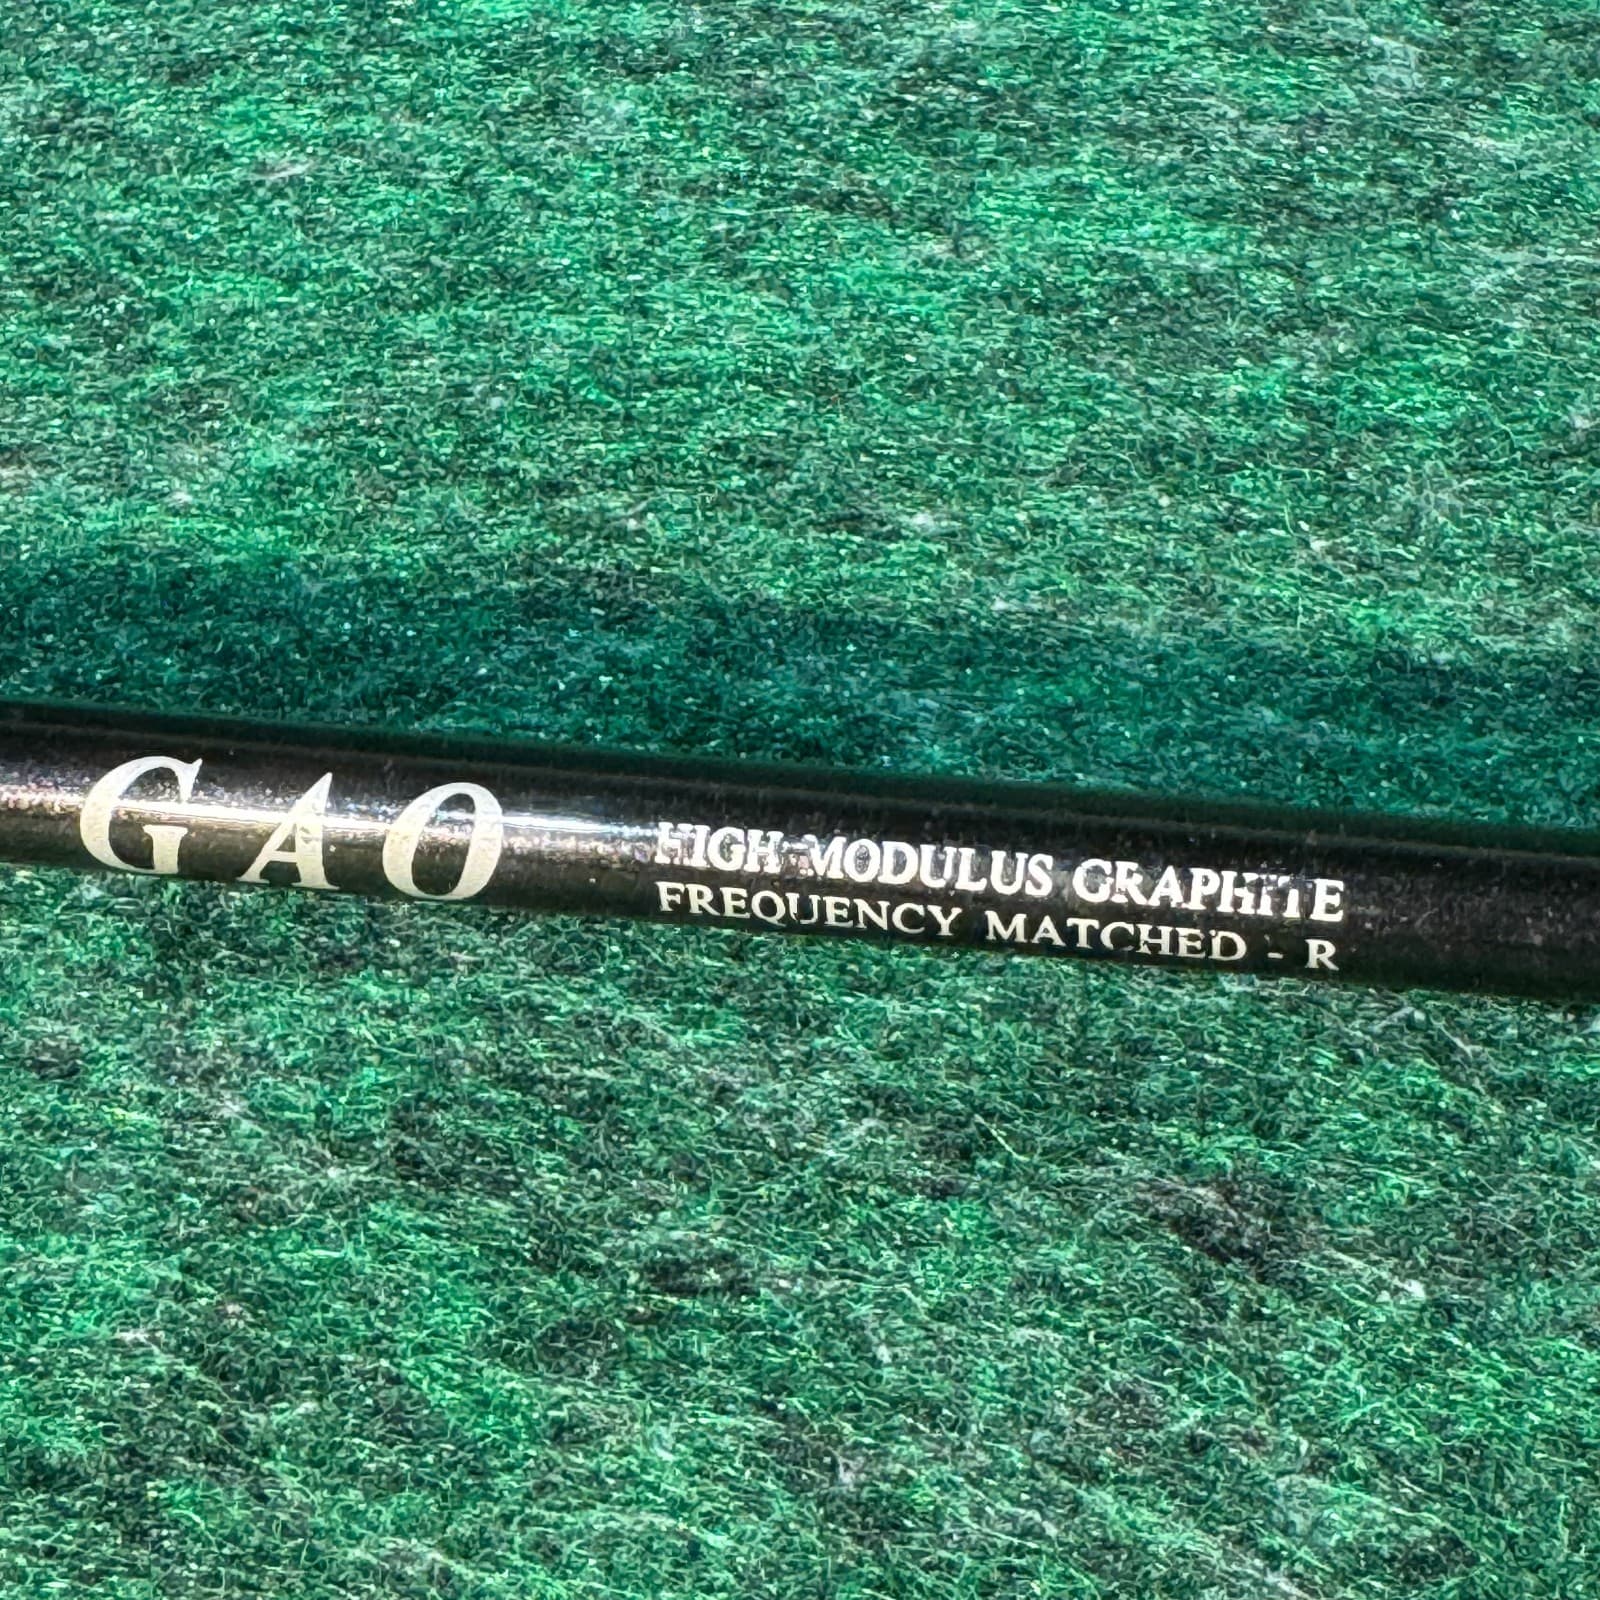 GAO
HIGH MODULUS GRAPHITE
FREQUENCY MATCHED - R